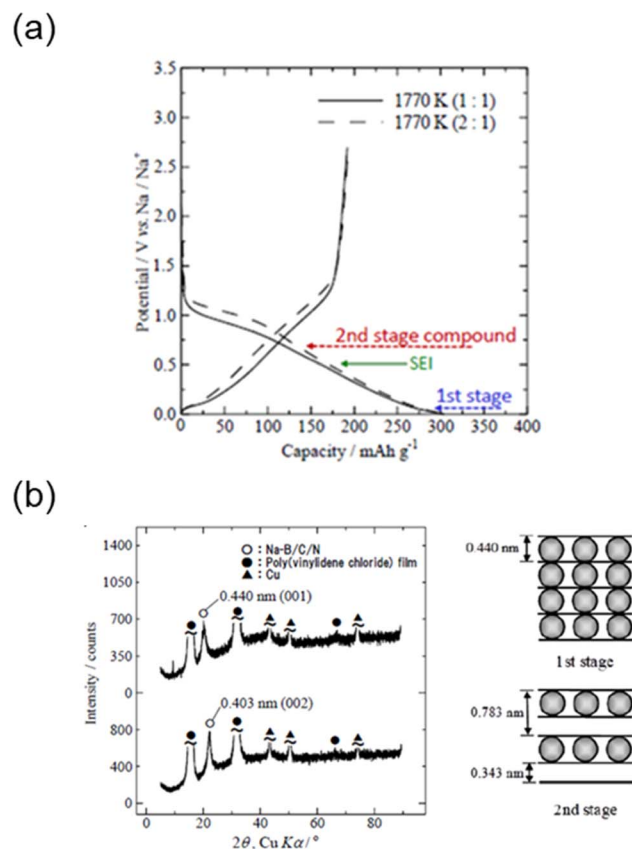 (a)
3.5
3.0
2.5
2.0
1.5
1.0
0.5
0.0
Potential / V vs. Na / Na⁺
1770 K (1 : 1)
1770 K (2 : 1)
2nd stage compound
SEI
1st stage
0 50 100 150 200 250 300 350 400
Capacity / mAh g⁻¹
(b)
1400
1050
700
350
0
800
400
0
Intensity / counts
○ : Na-B/C/N
● : Poly(vinylidene chloride) film
▲ : Cu
0.440 nm (001)
0.403 nm (002)
0 20 40 60 80
2θ, Cu Kα / °
0.440 nm
1st stage
0.783 nm
0.343 nm
2nd stage